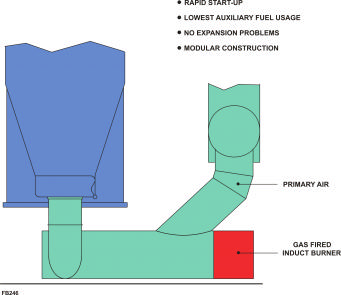 • RAPID START-UP
• LOWEST AUXILIARY FUEL USAGE
• NO EXPANSION PROBLEMS
• MODULAR CONSTRUCTION
PRIMARY AIR
GAS FIRED
INDUCT BURNER
FB246